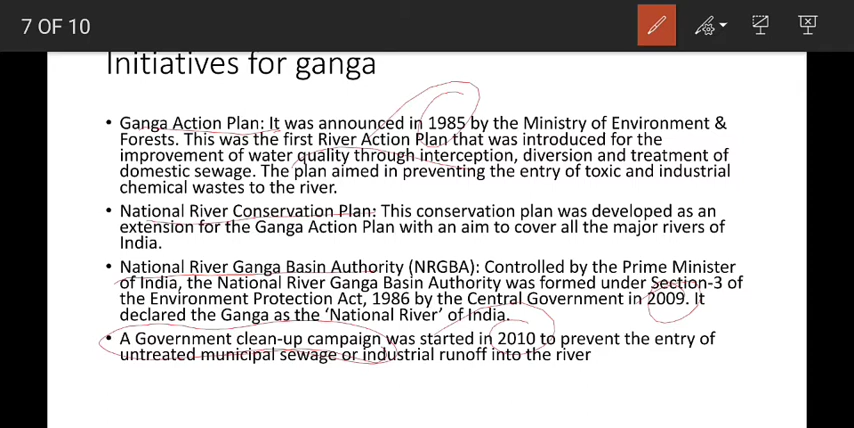 7 OF 10
Initiatives for ganga
• Ganga Action Plan: It was announced in 1985 by the Ministry of Environment &
Forests. This was the first River Action Plan that was introduced for the
improvement of water quality through interception, diversion and treatment of
domestic sewage. The plan aimed in preventing the entry of toxic and industrial
chemical wastes to the river.
• National River Conservation Plan: This conservation plan was developed as an
extension for the Ganga Action Plan with an aim to cover all the major rivers of
India.
• National River Ganga Basin Authority (NRGBA): Controlled by the Prime Minister
of India, the National River Ganga Basin Authority was formed under Section-3 of
the Environment Protection Act, 1986 by the Central Government in 2009. It
declared the Ganga as the ‘National River’ of India.
• A Government clean-up campaign was started in 2010 to prevent the entry of
untreated municipal sewage or industrial runoff into the river